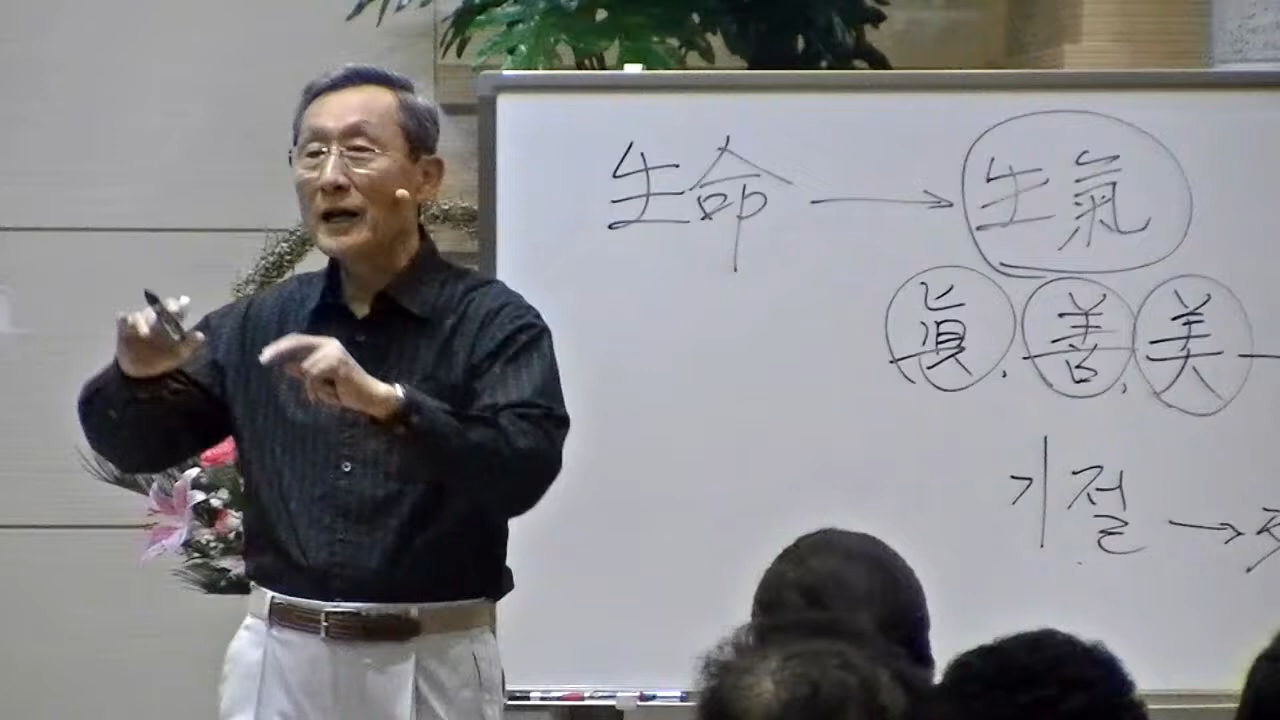 生命 → 生氣
眞. 善, 美
기절 →